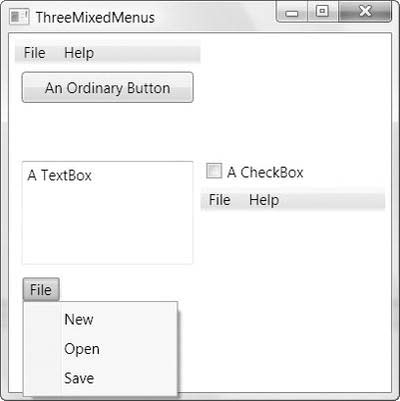 ThreeMixedMenus
File Help
An Ordinary Button
A TextBox
A CheckBox
File Help
File
New
Open
Save